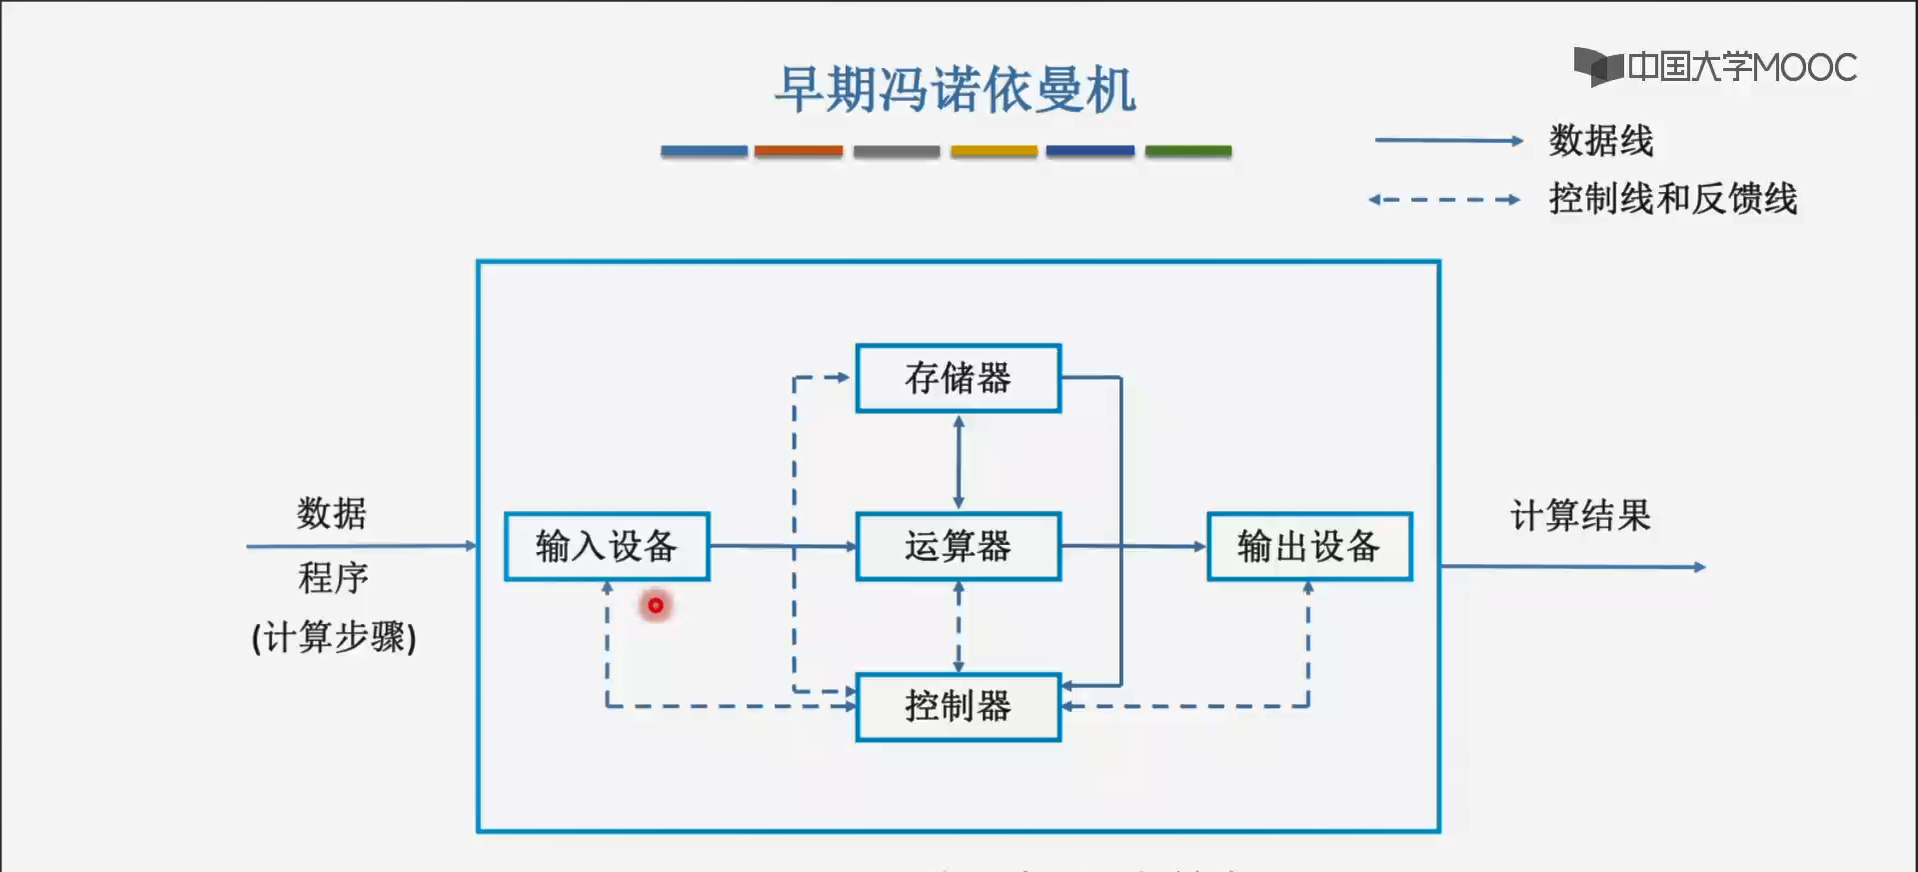 中国大学MOOC
早期冯诺依曼机
数据线
控制线和反馈线
存储器
数据
程序
(计算步骤)
输入设备
运算器
输出设备
计算结果
控制器